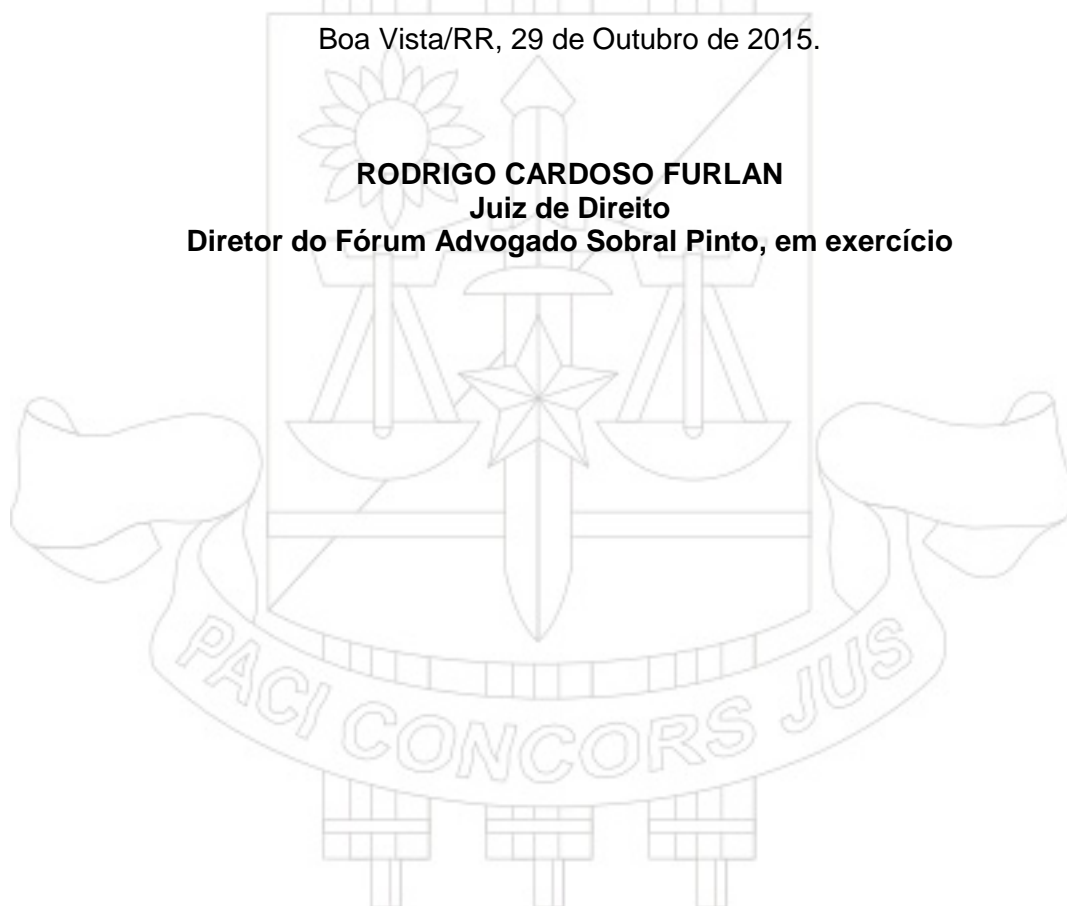 Boa Vista/RR, 29 de Outubro de 2015.
RODRIGO CARDOSO FURLAN
Juiz de Direito
Diretor do Fórum Advogado Sobral Pinto, em exercício
PACI CONCORS JUS